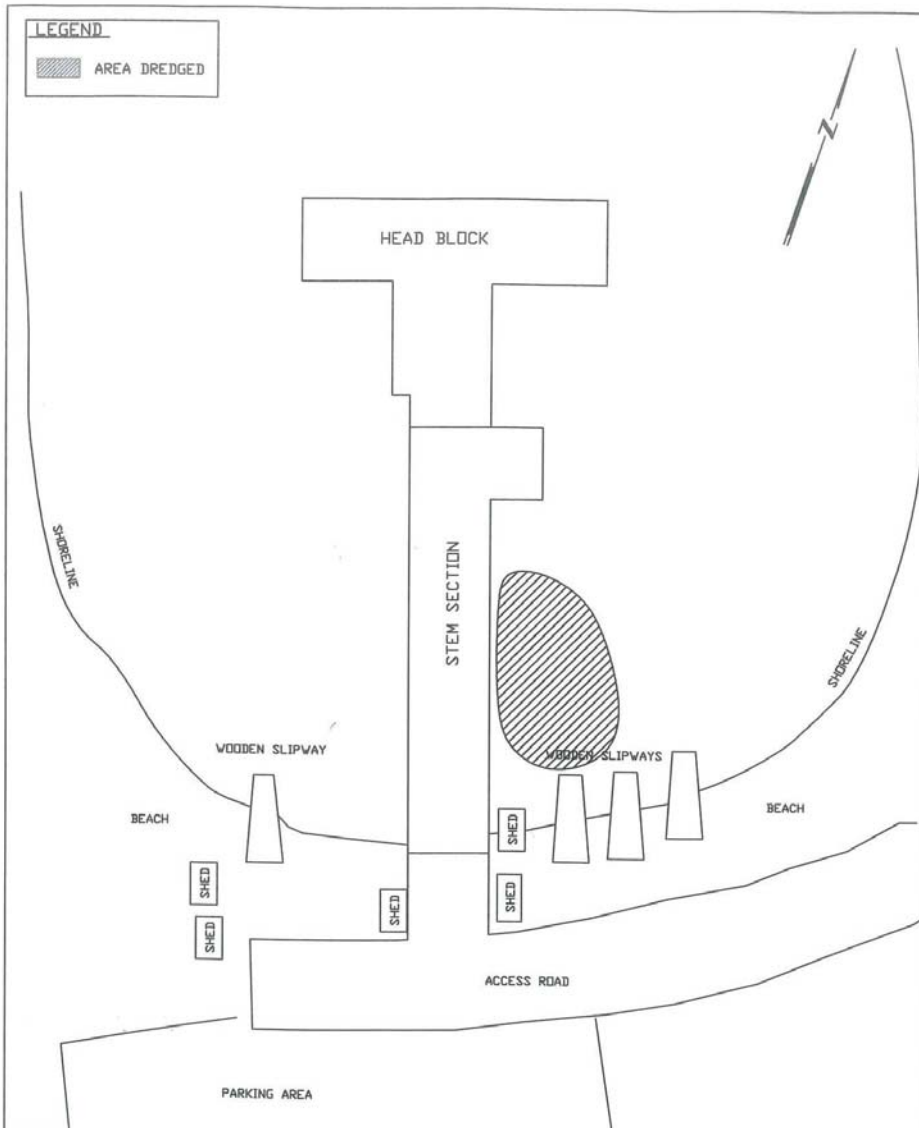 LEGEND
AREA DREDGED
N
HEAD BLOCK
STEM SECTION
SHORELINE
SHORELINE
WOODEN SLIPWAY
WOODEN SLIPWAYS
BEACH
BEACH
SHED
SHED
SHED
SHED
SHED
ACCESS ROAD
PARKING AREA